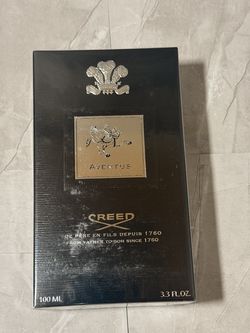 AVENTUS
CREED
DE PÈRE EN FILS DEPUIS 1760
FROM FATHER TO SON SINCE 1760
100 ML
3.3 FL.OZ.